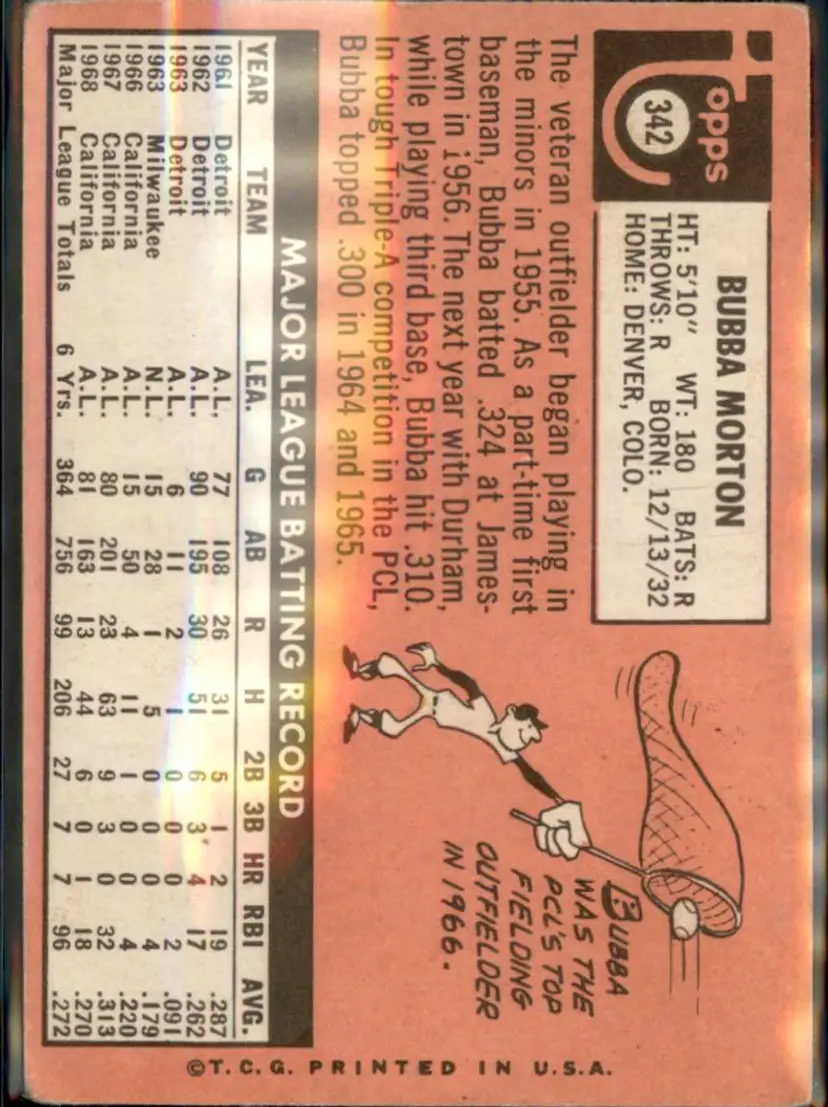 Topps
342
BUBBA MORTON
HT: 5'10" WT: 180 BATS: R
THROWS: R BORN: 12/13/32
HOME: DENVER, COLO.
The veteran outfielder began playing in
the minors in 1955. As a part-time first
baseman, Bubba batted .324 at James-
town in 1956. The next year with Durham,
while playing third base, Bubba hit .310.
In tough Triple-A competition in the PCL,
Bubba topped .300 in 1964 and 1965.
BUBBA
WAS THE
PCL'S TOP
FIELDING
OUTFIELDER
IN 1966.
MAJOR LEAGUE BATTING RECORD
YEAR TEAM LEA. G AB R H 2B 3B HR RBI AVG.
1961 Detroit A.L. 77 108 26 31 5 1 2 19 .287
1962 Detroit A.L. 90 195 30 51 6 3 4 17 .262
1963 Detroit A.L. 6 11 2 1 0 0 0 2 .091
1963 Milwaukee N.L. 15 28 1 5 0 0 0 4 .179
1966 California A.L. 15 50 4 11 1 0 0 4 .220
1967 California A.L. 80 201 23 63 9 3 0 32 .313
1968 California A.L. 81 163 13 44 6 0 1 18 .270
Major League Totals 6 Yrs. 364 756 99 206 27 7 7 96 .272
©T.C.G. PRINTED IN U.S.A.